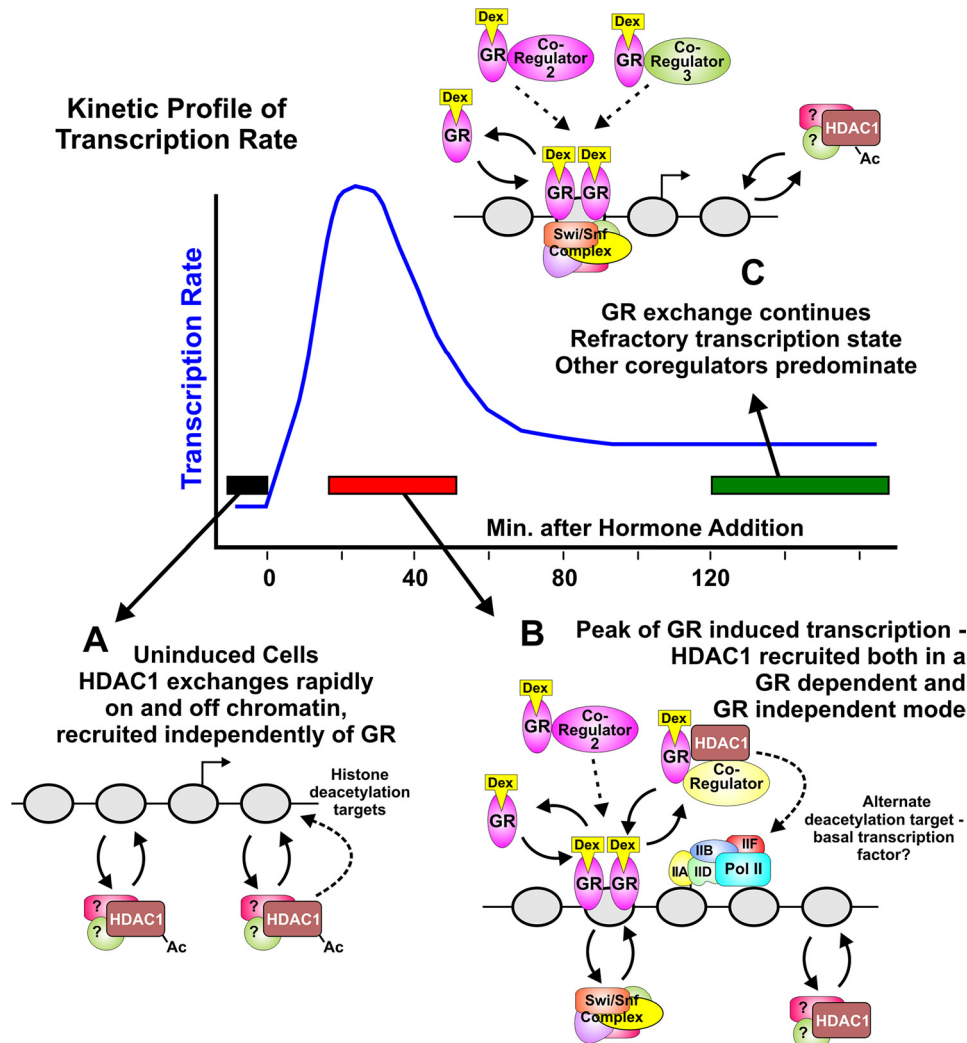 Dex
GR
Co-
Regulator
2
Dex
GR
Co-
Regulator
3
Kinetic Profile of
Transcription Rate
Dex
GR
Dex
Dex
GR
GR
?
?
HDAC1
Ac
Swi/Snf
Complex
Transcription Rate
C
GR exchange continues
Refractory transcription state
Other coregulators predominate
Min. after Hormone Addition
0
40
80
120
A
Uninduced Cells
HDAC1 exchanges rapidly
on and off chromatin,
recruited independently of GR
Histone
deacetylation
targets
?
?
HDAC1
Ac
?
?
HDAC1
Ac
B
Peak of GR induced transcription -
HDAC1 recruited both in a
GR dependent and
GR independent mode
Dex
GR
Co-
Regulator
2
Dex
GR
HDAC1
Co-
Regulator
Dex
GR
Alternate
deacetylation target -
basal transcription
factor?
Dex
Dex
GR
GR
IIA
IIB
IID
IIF
Pol II
Swi/Snf
Complex
?
?
HDAC1